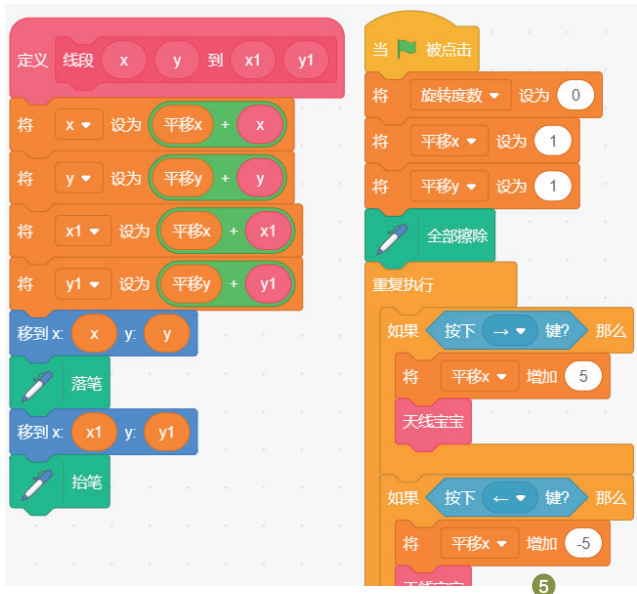 定义 线段 x y 到 x1 y1
将 x 设为 平移x + x
将 y 设为 平移y + y
将 x1 设为 平移x + x1
将 y1 设为 平移y + y1
移到 x: x y: y
落笔
移到 x: x1 y: y1
抬笔
当 被点击
将 旋转度数 设为 0
将 平移x 设为 1
将 平移y 设为 1
全部擦除
重复执行
如果 按下 → 键? 那么
将 平移x 增加 5
天线宝宝
如果 按下 ← 键? 那么
将 平移x 增加 -5
天线宝宝
5